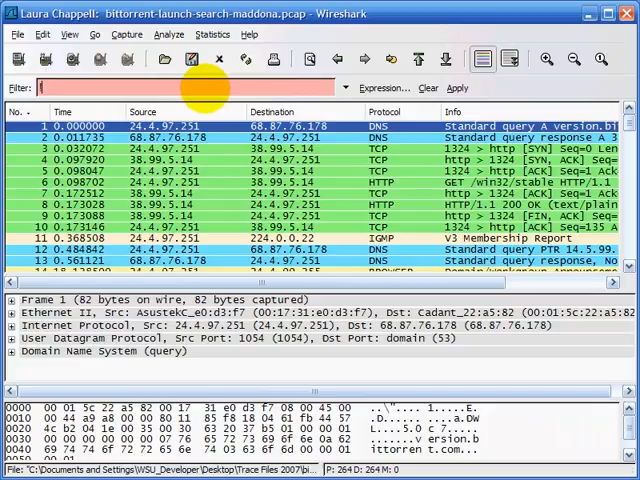 Laura Chappell:   bittorrent-launch-search-maddona.pcap - Wireshark
File Edit View Go Capture Analyze Statistics Help
Filter: Expression... Clear Apply
No. Time Source Destination Protocol Info
1 0.000000 24.4.97.251 68.87.76.178 DNS Standard query A version.bi
2 0.011735 68.87.76.178 24.4.97.251 DNS Standard query response A 3
3 0.032072 24.4.97.251 38.99.5.14 TCP 1324 > http [SYN] Seq=0 Len
4 0.097920 38.99.5.14 24.4.97.251 TCP http > 1324 [SYN, ACK] Seq=
5 0.098047 24.4.97.251 38.99.5.14 TCP 1324 > http [ACK] Seq=1 Ack
6 0.098702 24.4.97.251 38.99.5.14 HTTP GET /win32/stable HTTP/1.1
7 0.172512 38.99.5.14 24.4.97.251 TCP http > 1324 [ACK] Seq=1 Ack
8 0.173028 38.99.5.14 24.4.97.251 HTTP HTTP/1.1 200 OK (text/plain
9 0.173088 38.99.5.14 24.4.97.251 TCP http > 1324 [FIN, ACK] Seq=
10 0.173146 24.4.97.251 38.99.5.14 TCP 1324 > http [ACK] Seq=135 A
11 0.368508 24.4.97.251 224.0.0.22 IGMP V3 Membership Report
12 0.484842 24.4.97.251 68.87.76.178 DNS Standard query PTR 14.5.99.
13 0.561121 68.87.76.178 24.4.97.251 DNS Standard query response, No
Frame 1 (82 bytes on wire, 82 bytes captured)
Ethernet II, Src: AsustekC_e0:d3:f7 (00:17:31:e0:d3:f7), Dst: Cadant_22:a5:82 (00:01:5c:22:a5:82)
Internet Protocol, Src: 24.4.97.251 (24.4.97.251), Dst: 68.87.76.178 (68.87.76.178)
User Datagram Protocol, Src Port: 1054 (1054), Dst Port: domain (53)
Domain Name System (query)
0000 00 01 5c 22 a5 82 00 17 31 e0 d3 f7 08 00 45 00 ..\".... 1.....E.
0010 00 44 a9 a8 00 00 80 11 85 f8 18 04 61 fb 44 57 .D...... ....a.DW
0020 4c b2 04 1e 00 35 00 30 63 20 37 b5 01 00 00 01 L....5.0 c 7.....
0030 00 00 00 00 00 00 07 76 65 72 73 69 6f 6e 0a 62 .......v ersion.b
0040 69 74 74 6f 72 72 65 6e 74 03 63 6f 6d 00 00 01 ittorren t.com...
File: "C:\Documents and Settings\WSU_Developer\Desktop\Trace Files 2007\bi... P: 264 D: 264 M: 0